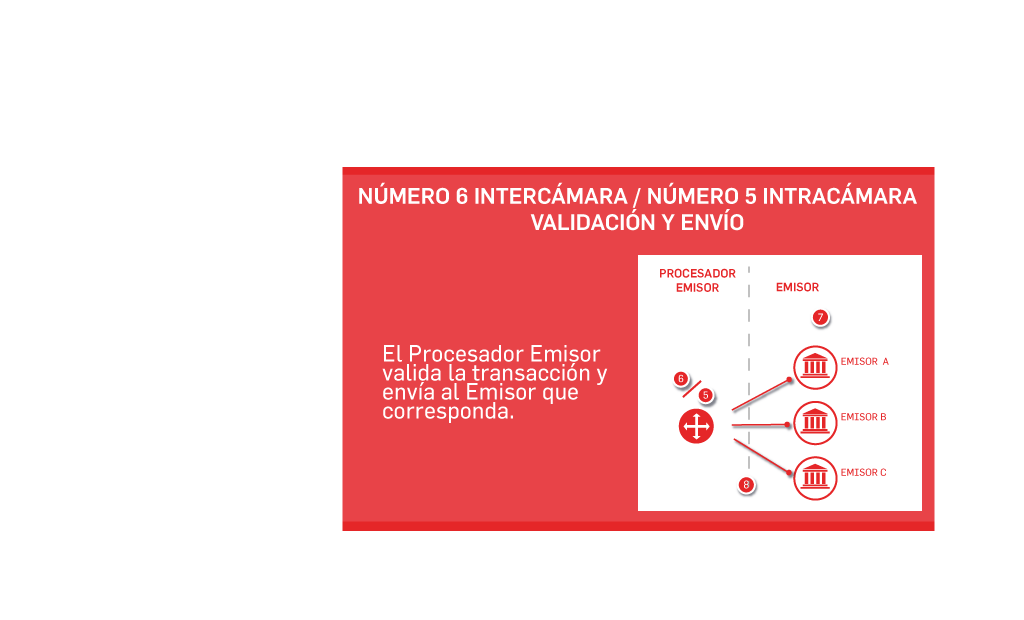 NÚMERO 6 INTERCÁMARA / NÚMERO 5 INTRACÁMARA
VALIDACIÓN Y ENVÍO
El Procesador Emisor
valida la transacción y
envía al Emisor que
corresponda.
PROCESADOR
EMISOR
EMISOR
7
EMISOR A
6
5
EMISOR B
EMISOR C
8